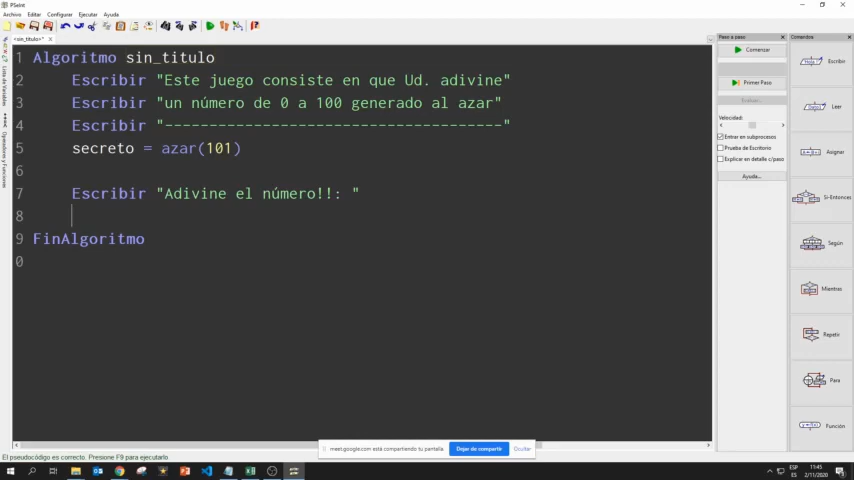 PSeInt
Archivo Editar Configurar Ejecutar Ayuda
<sin_titulo>*
Lista de Variables
Operadores y Funciones
1 Algoritmo sin_titulo
2 Escribir "Este juego consiste en que Ud. adivine"
3 Escribir "un número de 0 a 100 generado al azar"
4 Escribir "-------------------------------------"
5 secreto = azar(101)
6
7 Escribir "Adivine el número!!: "
8
9 FinAlgoritmo
0
Paso a paso
Comenzar
Primer Paso
Evaluar...
Velocidad:
Entrar en subprocesos
Prueba de Escritorio
Explicar en detalle c/paso
Ayuda...
Comandos
Escribir
Leer
Asignar
Si-Entonces
Según
Mientras
Repetir
Para
Función
meet.google.com está compartiendo tu pantalla.
Dejar de compartir
Ocultar
El pseudocódigo es correcto. Presione F9 para ejecutarlo.
ESP
ES
11:45
2/11/2020